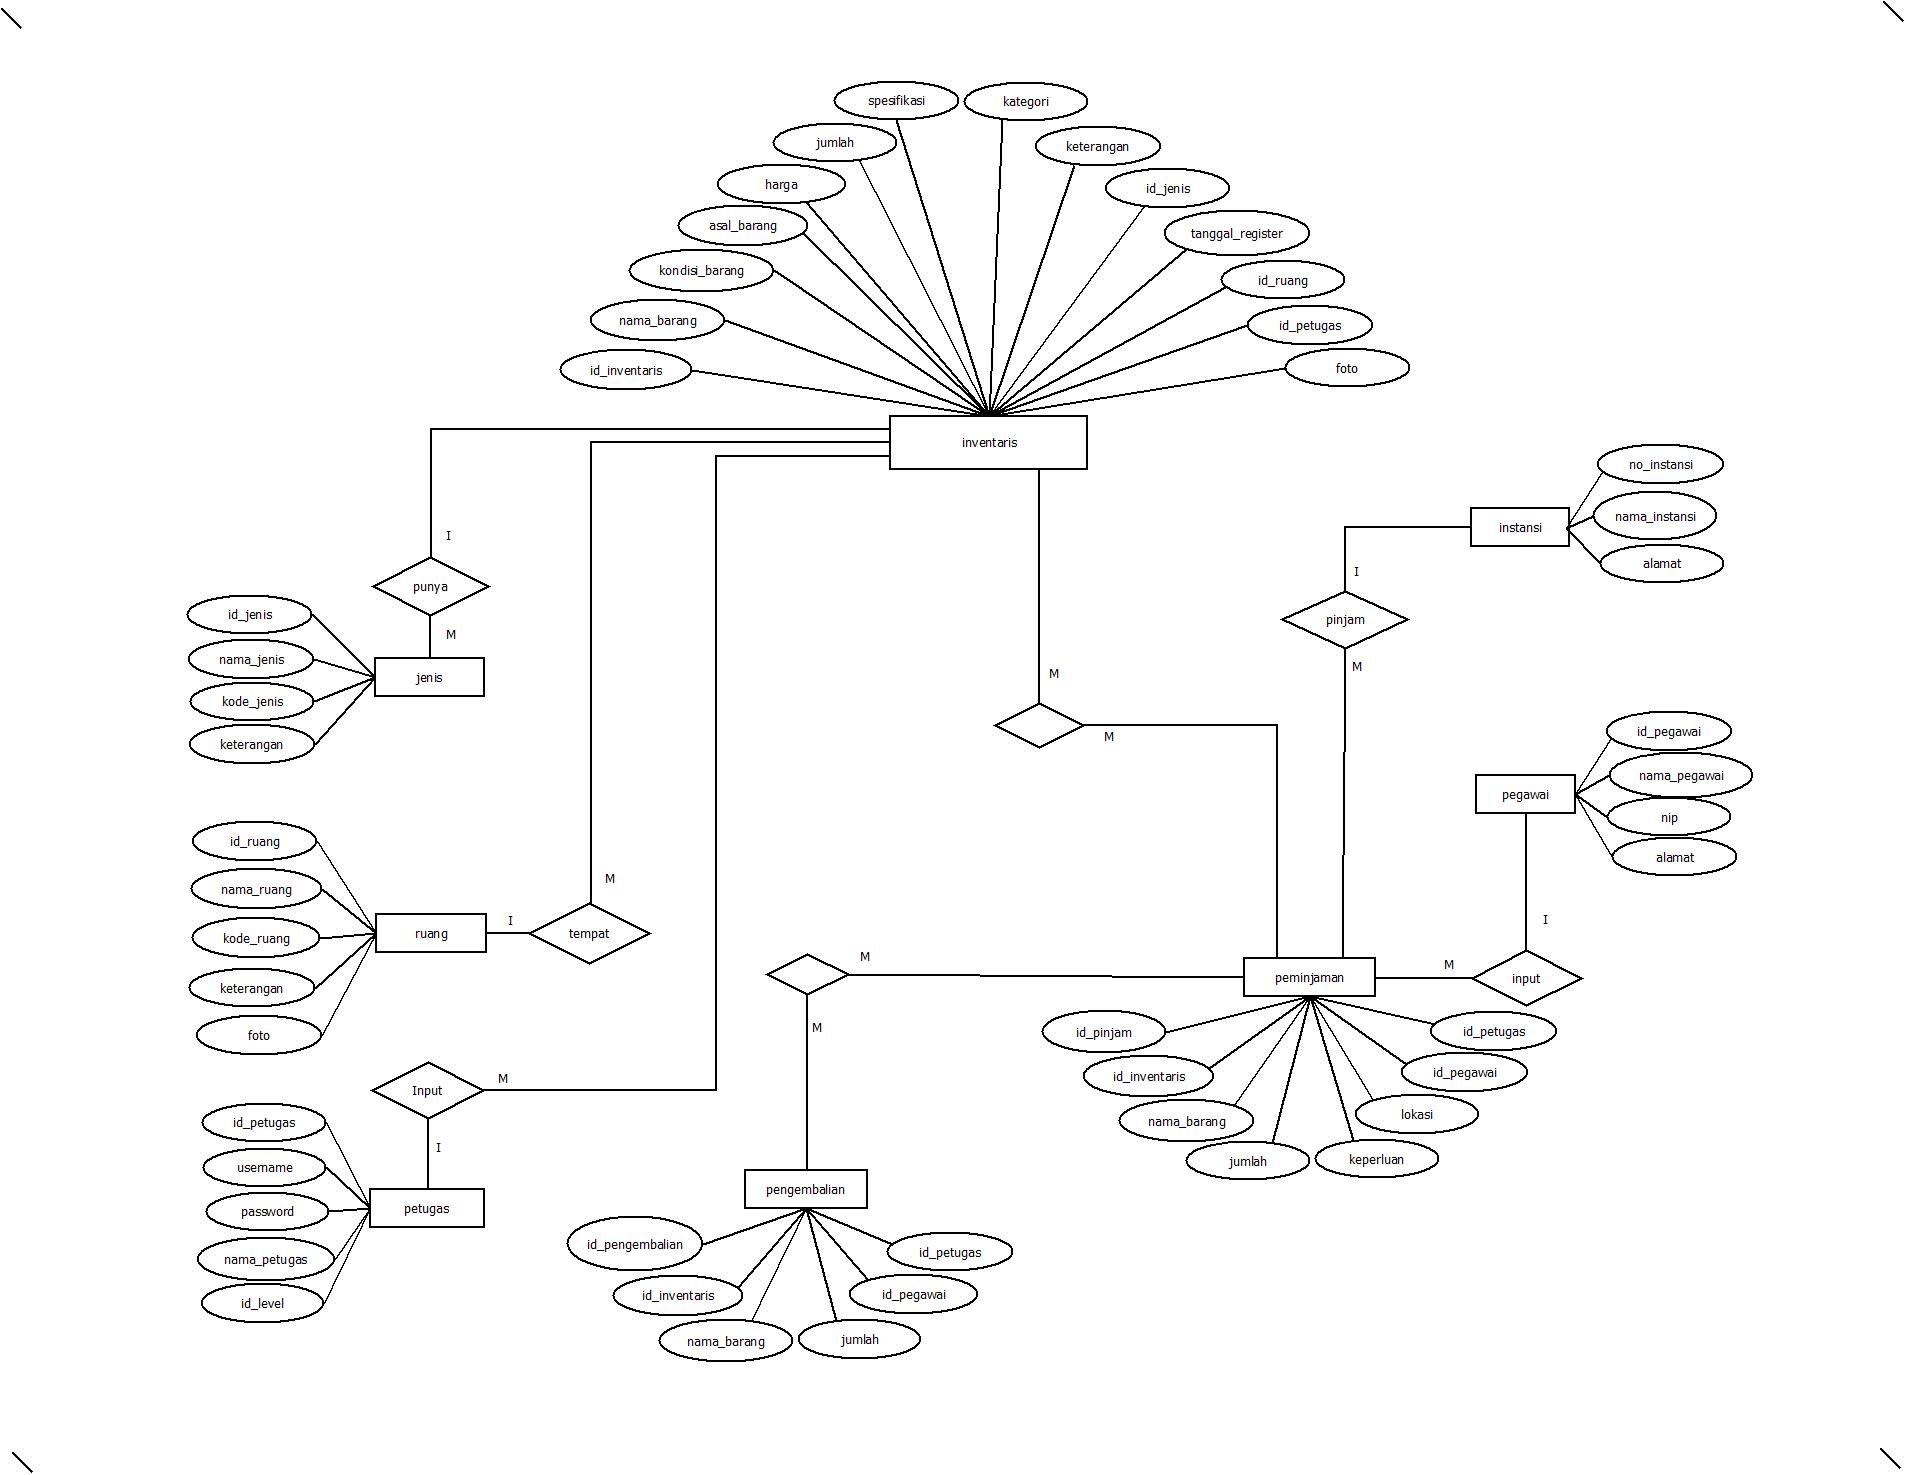 spesifikasi
kategori
jumlah
keterangan
harga
id_jenis
asal_barang
tanggal_register
kondisi_barang
id_ruang
nama_barang
id_petugas
id_inventaris
foto
inventaris
no_instansi
nama_instansi
instansi
alamat
I
I
punya
pinjam
M
M
id_jenis
nama_jenis
jenis
kode_jenis
keterangan
M
M
id_pegawai
nama_pegawai
pegawai
nip
alamat
id_ruang
nama_ruang
ruang
kode_ruang
keterangan
foto
I
M
tempat
I
M
M
peminjaman
input
M
id_pinjam
id_inventaris
nama_barang
jumlah
keperluan
lokasi
id_pegawai
id_petugas
Input
M
I
id_petugas
username
password
petugas
nama_petugas
id_level
pengembalian
id_pengembalian
id_inventaris
nama_barang
jumlah
id_pegawai
id_petugas